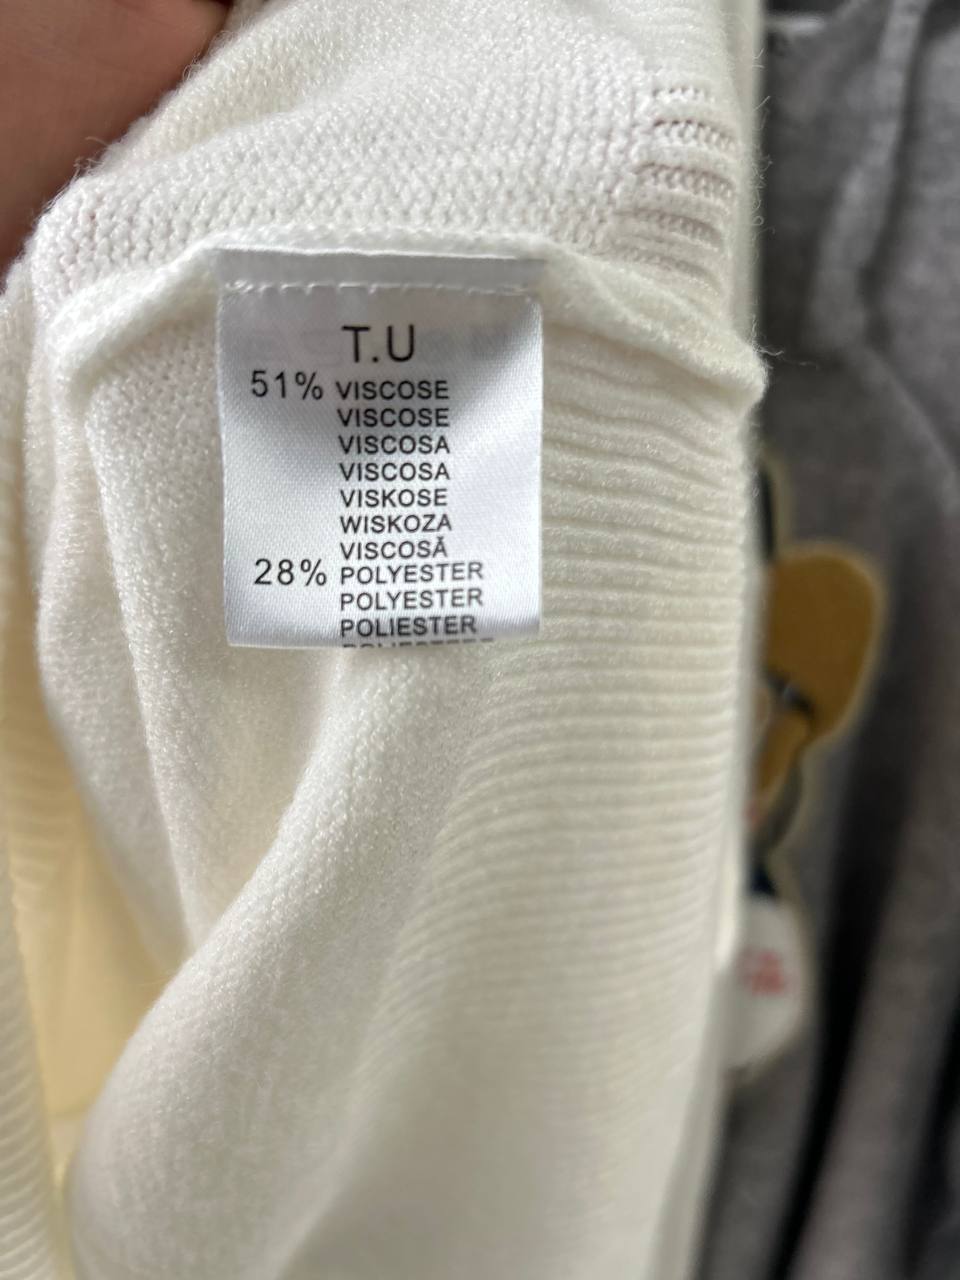 T.U
51% VISCOSE
VISCOSE
VISCOSA
VISCOSA
VISKOSE
WISKOZA
VISCOSĂ
28% POLYESTER
POLYESTER
POLIESTER